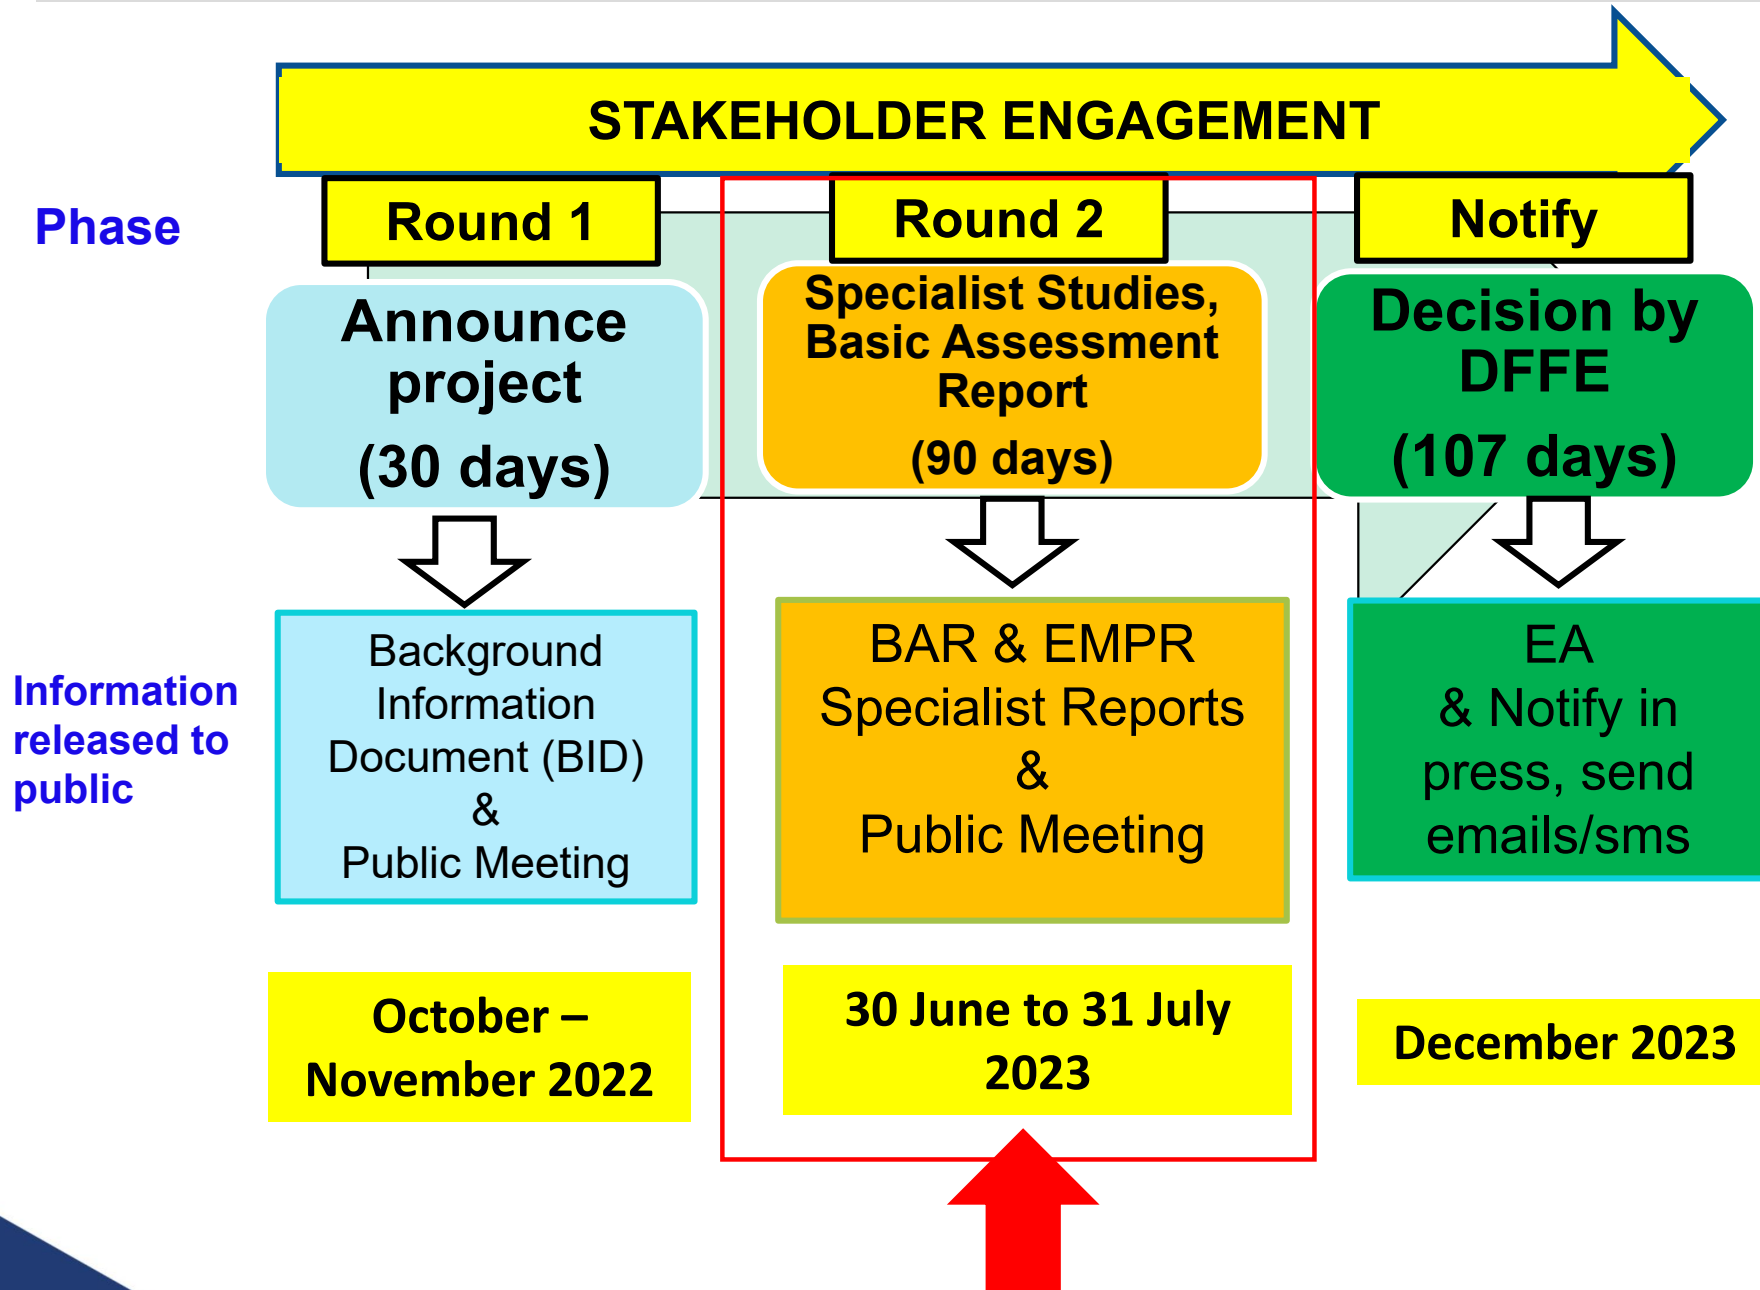 STAKEHOLDER ENGAGEMENT
Phase
Round 1
Round 2
Notify
Announce
project
(30 days)
Specialist Studies,
Basic Assessment
Report
(90 days)
Decision by
DFFE
(107 days)
Information
released to
public
Background
Information
Document (BID)
&
Public Meeting
BAR & EMPR
Specialist Reports
&
Public Meeting
EA
& Notify in
press, send
emails/sms
October –
November 2022
30 June to 31 July
2023
December 2023